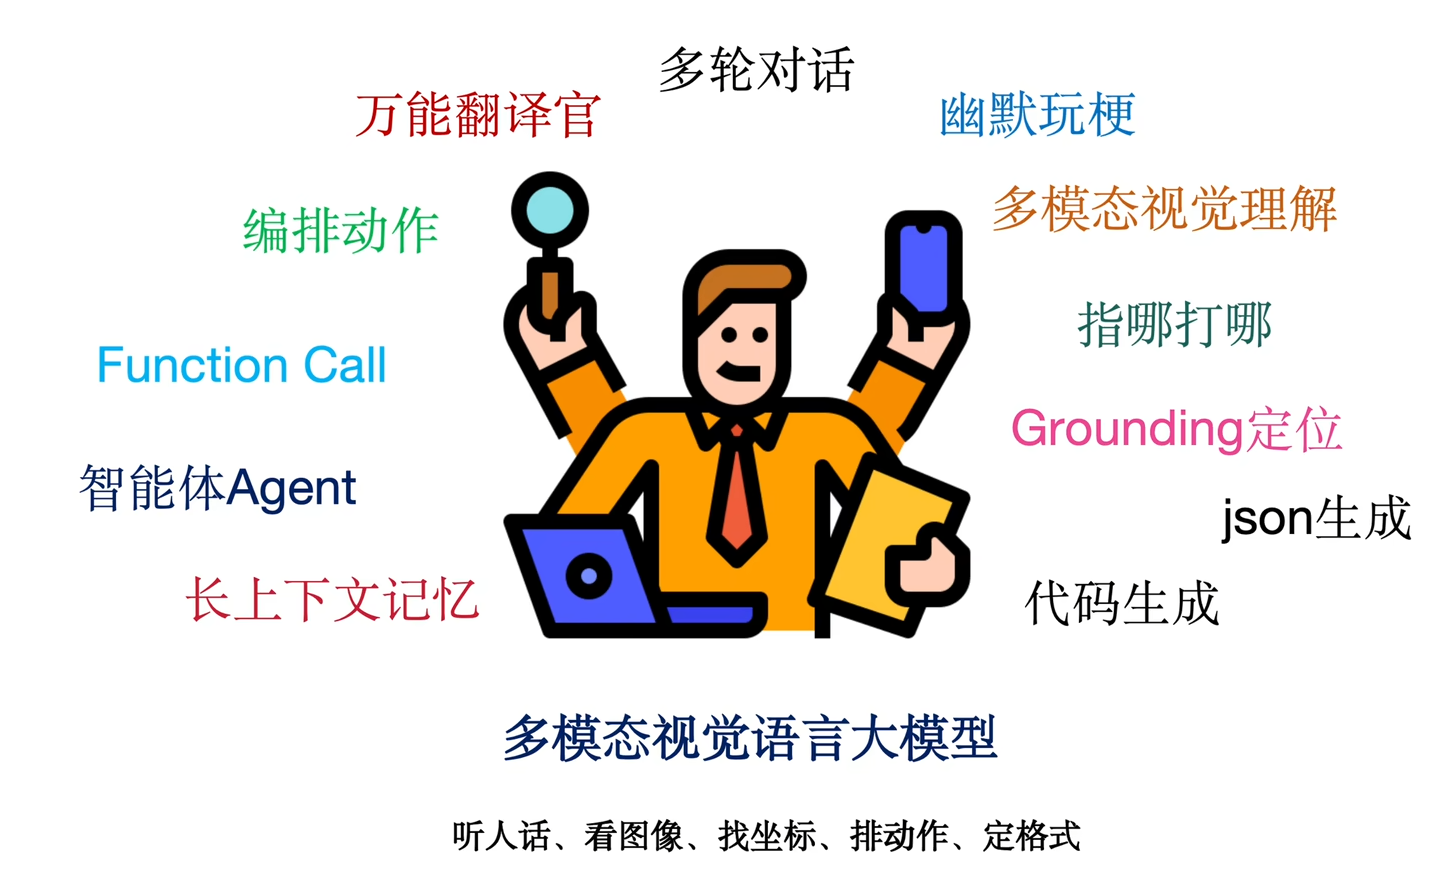 多轮对话
万能翻译官
幽默玩梗
编排动作
多模态视觉理解
指哪打哪
Function Call
Grounding定位
智能体Agent
json生成
长上下文记忆
代码生成
多模态视觉语言大模型
听人话、看图像、找坐标、排动作、定格式